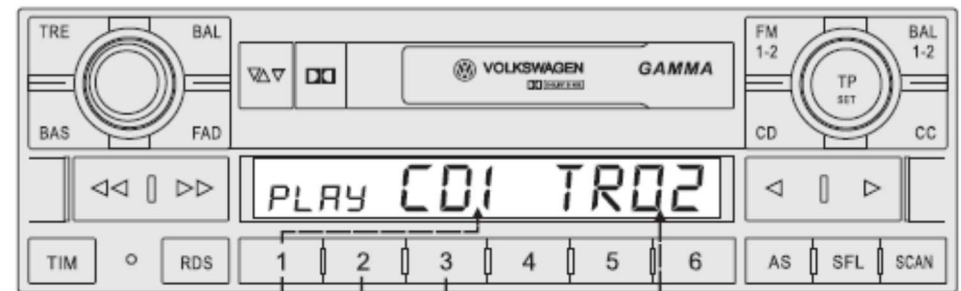 TRE BAL FM 1-2 BAL 1-2
VOLKSWAGEN GAMMA
TP SET
BAS FAD CD CC
PLAY CD1 TR02
TIM RDS 1 2 3 4 5 6 AS SFL SCAN